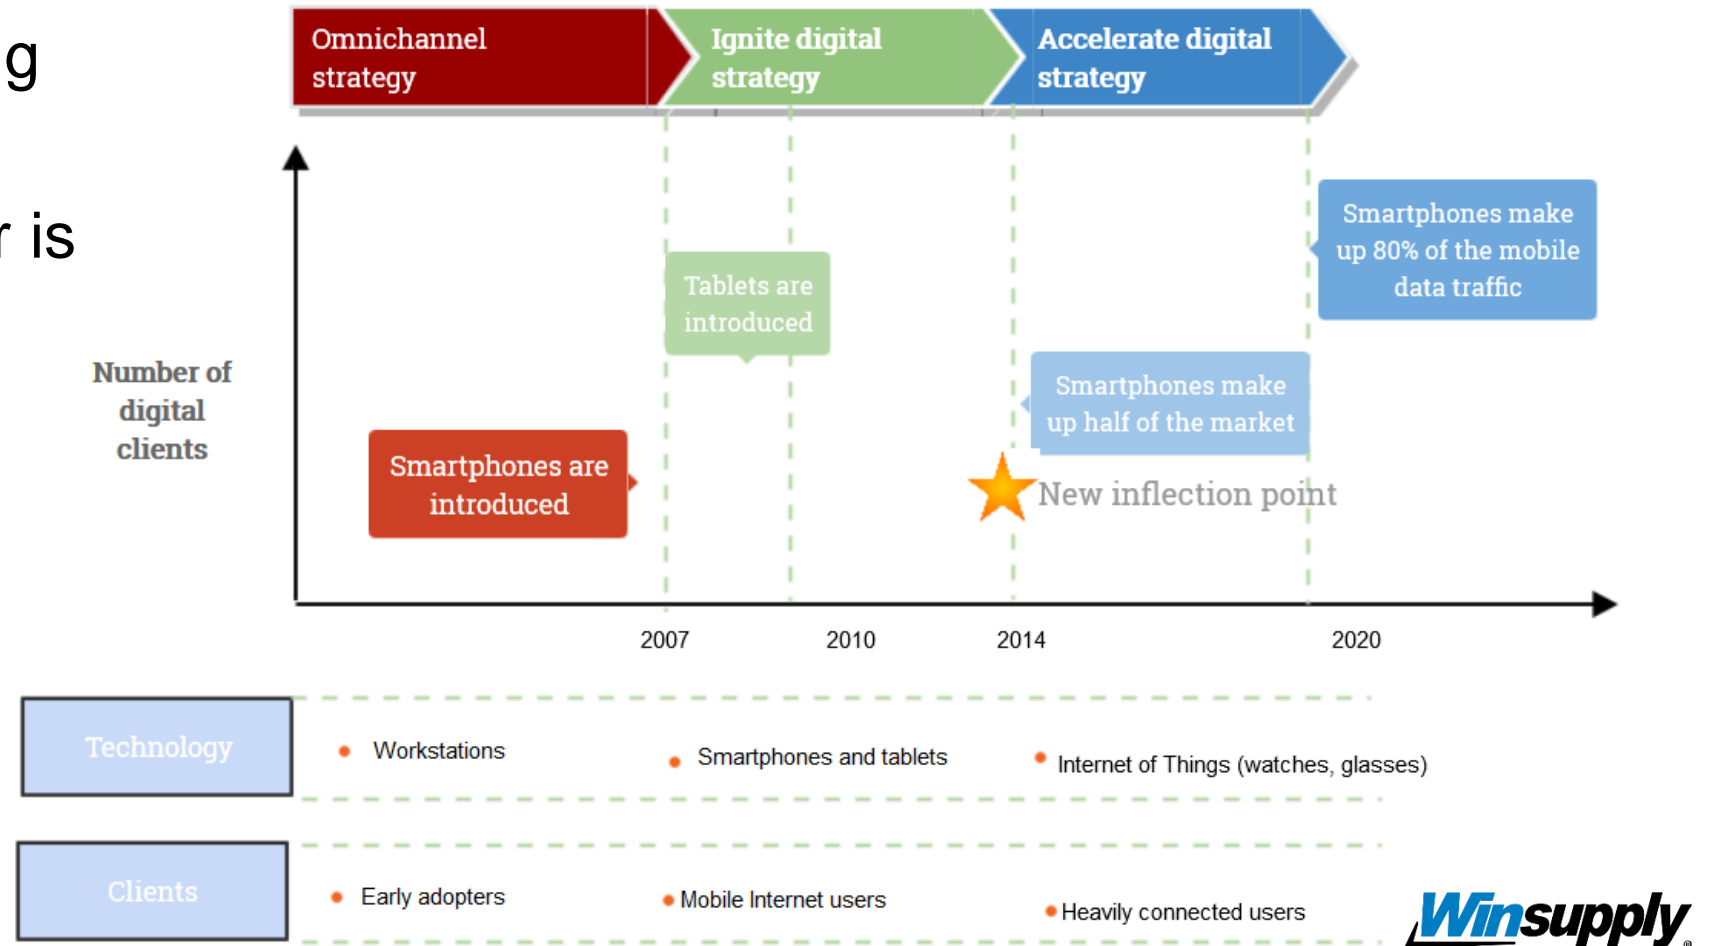 g
r is
Omnichannel
strategy
Ignite digital
strategy
Accelerate digital
strategy
Smartphones make
up 80% of the mobile
data traffic
Tablets are
introduced
Number of
digital
clients
Smartphones make
up half of the market
Smartphones are
introduced
New inflection point
2007 2010 2014 2020
Technology
Workstations
Smartphones and tablets
Internet of Things (watches, glasses)
Clients
Early adopters
Mobile Internet users
Heavily connected users
Winsupply
®